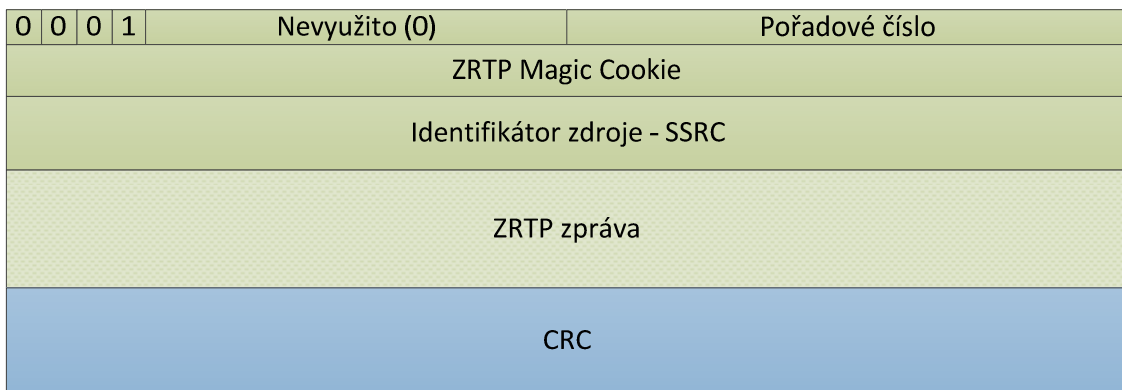 0 0 0 1 Nevyužito (0) Pořadové číslo
ZRTP Magic Cookie
Identifikátor zdroje - SSRC
ZRTP zpráva
CRC